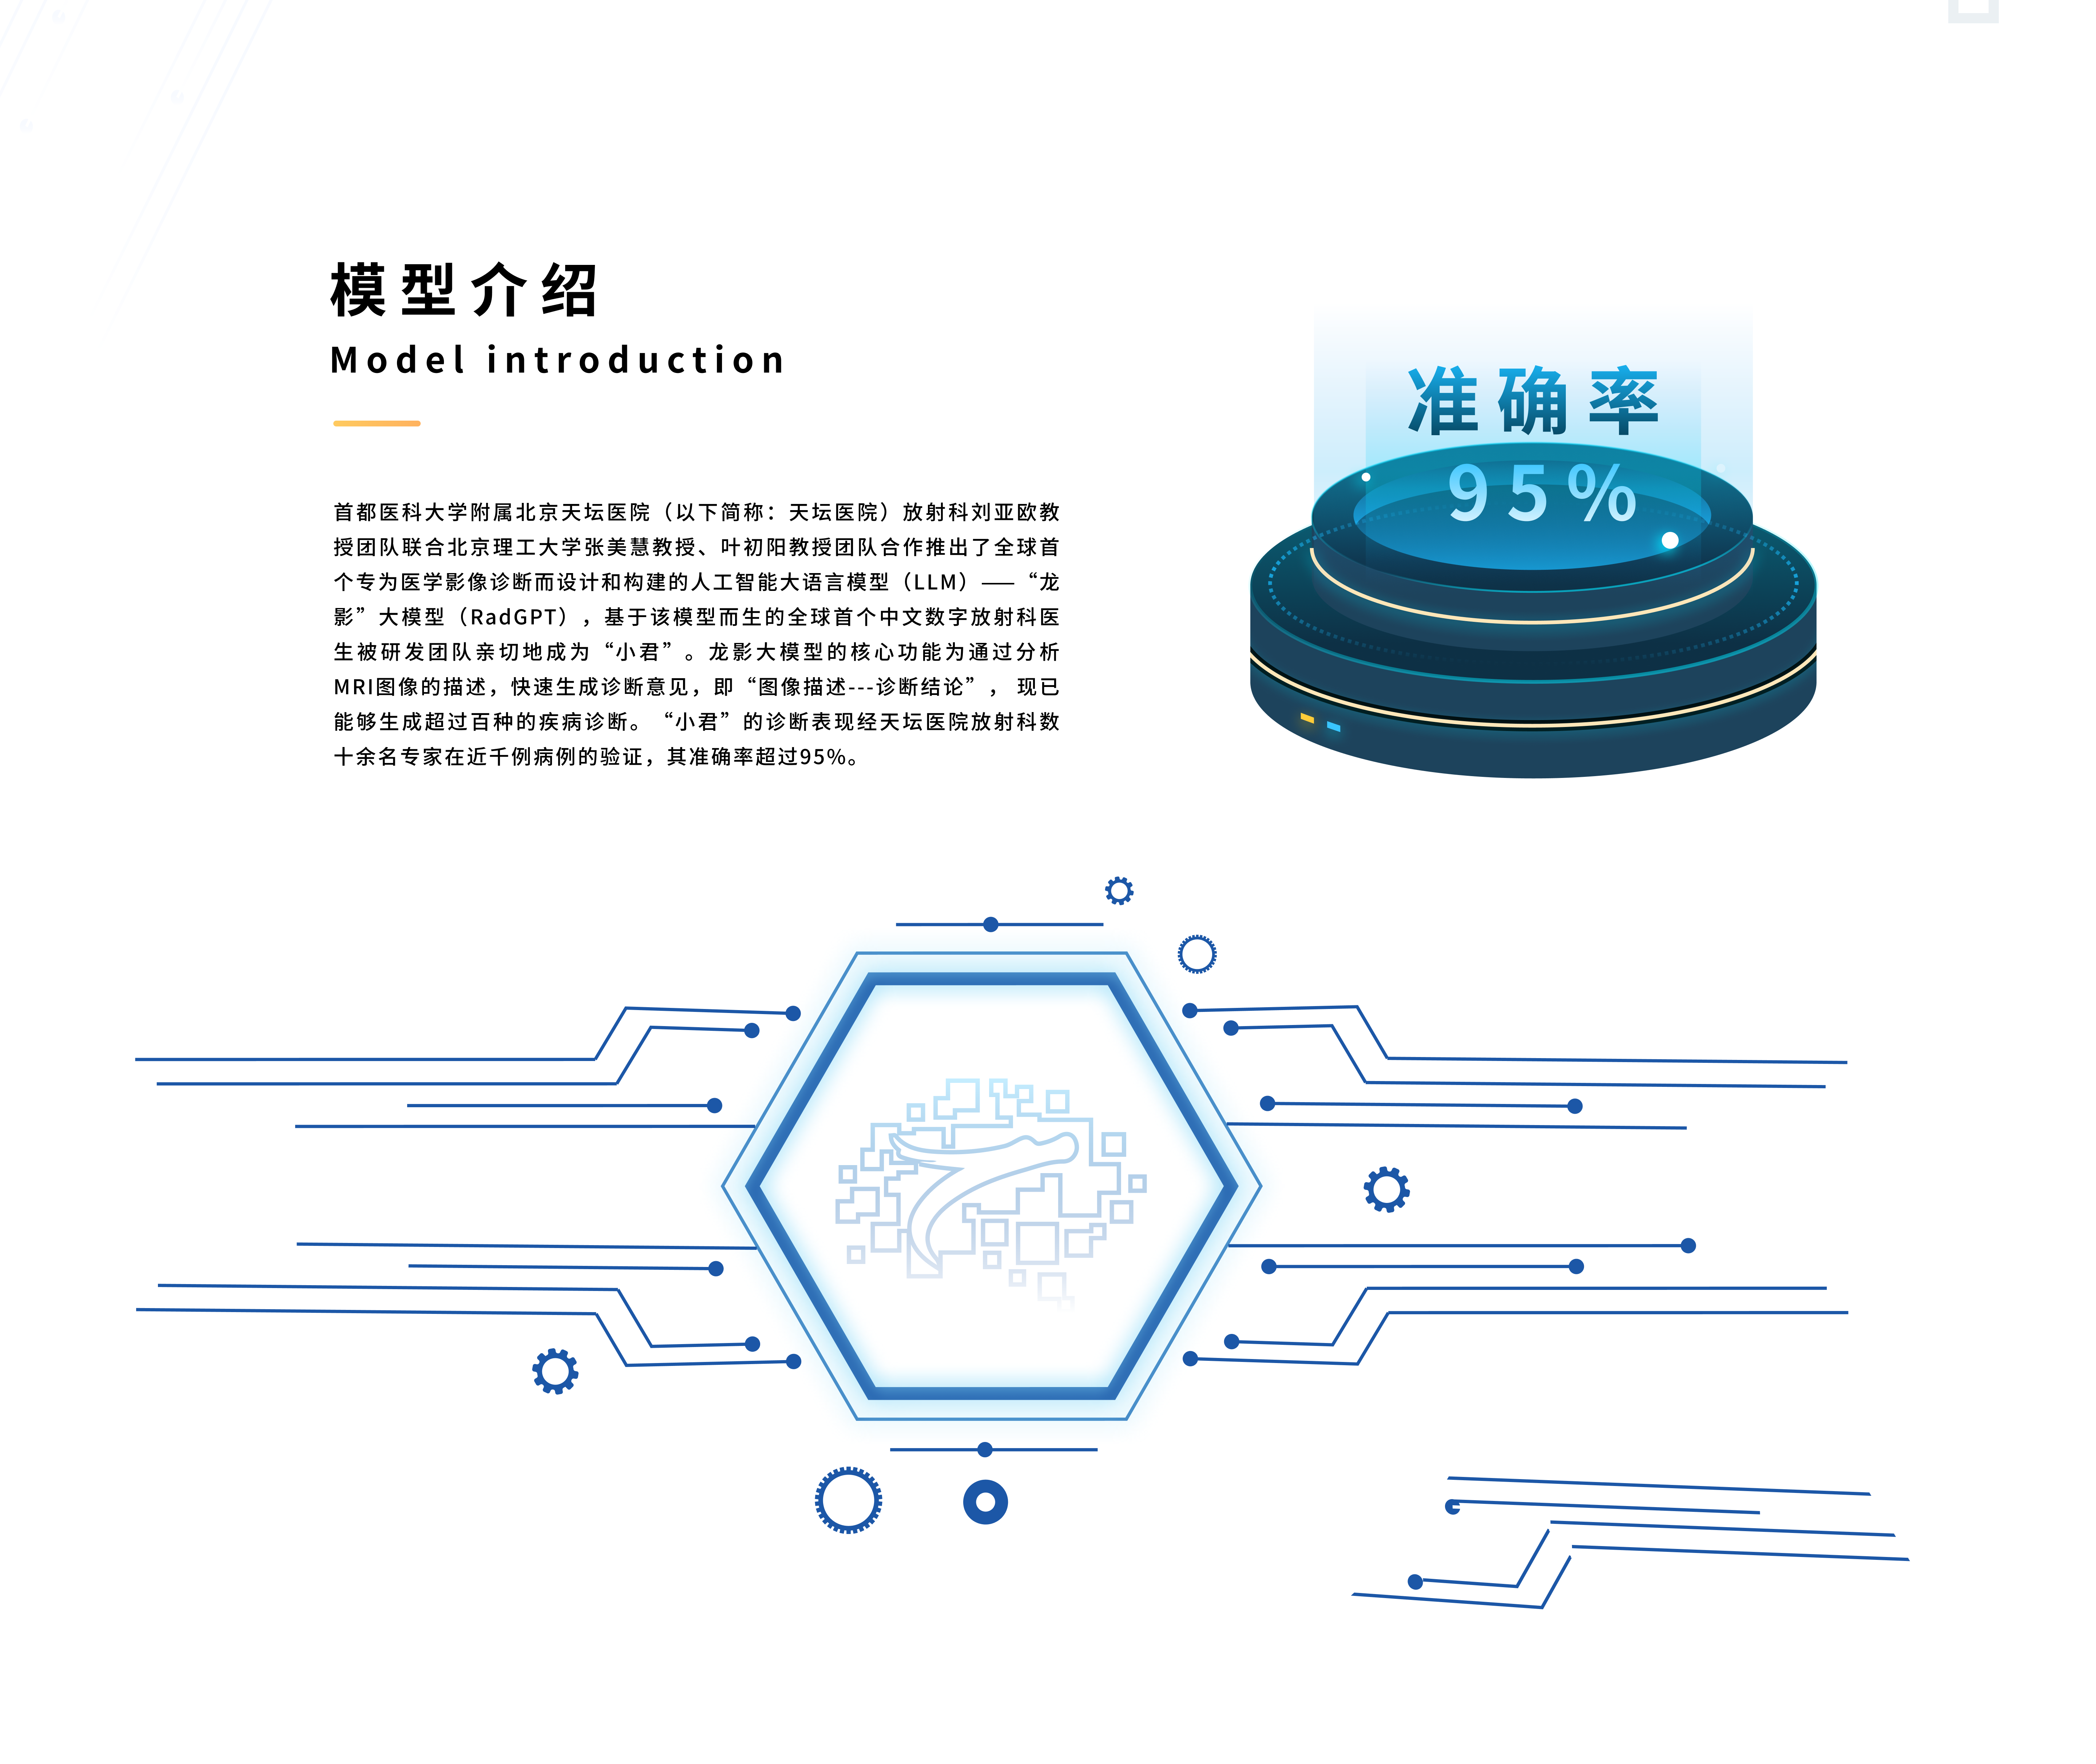 模型介绍
Model introduction
首都医科大学附属北京天坛医院（以下简称：天坛医院）放射科刘亚欧教
授团队联合北京理工大学张美慧教授、叶初阳教授团队合作推出了全球首
个专为医学影像诊断而设计和构建的人工智能大语言模型（LLM）——“龙
影”大模型（RadGPT），基于该模型而生的全球首个中文数字放射科医
生被研发团队亲切地成为“小君”。龙影大模型的核心功能为通过分析
MRI图像的描述，快速生成诊断意见，即“图像描述---诊断结论”， 现已
能够生成超过百种的疾病诊断。“小君”的诊断表现经天坛医院放射科数
十余名专家在近千例病例的验证，其准确率超过95%。
准确率
95%